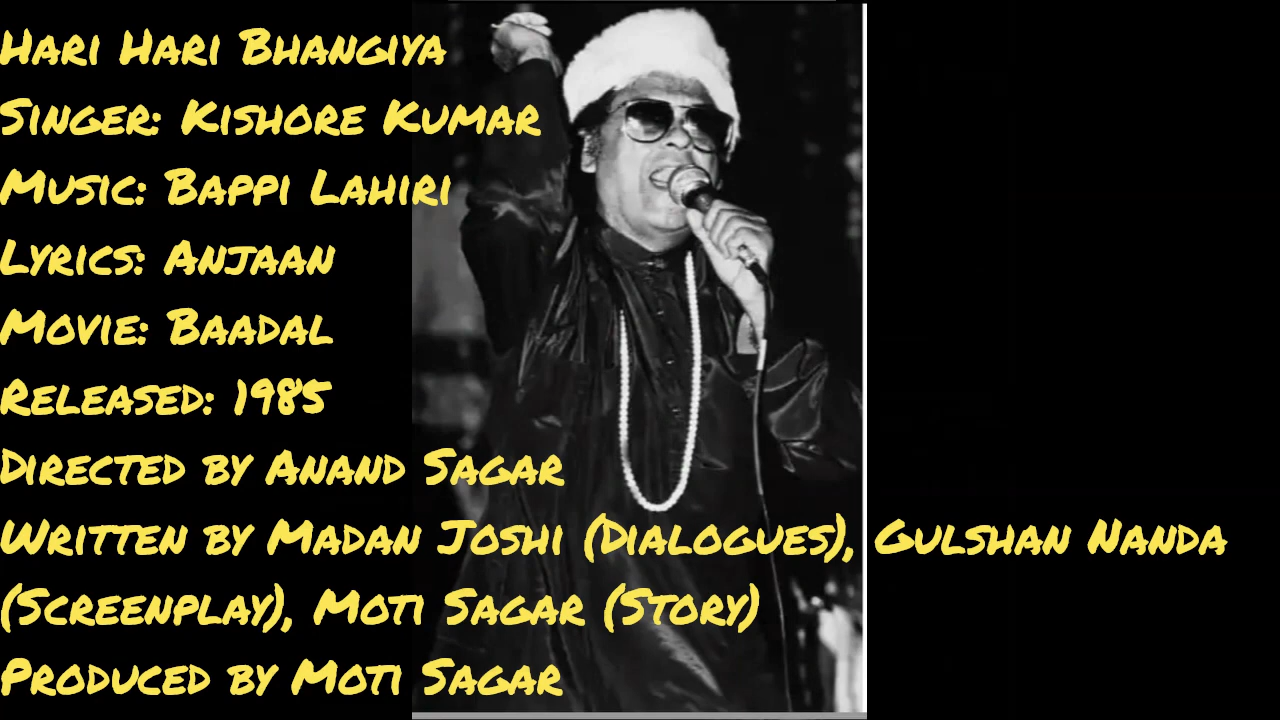 Hari Hari Bhangiya
Singer: Kishore Kumar
Music: Bappi Lahiri
Lyrics: Anjaan
Movie: Baadal
Released: 1985
Directed by Anand Sagar
Written by Madan Joshi (Dialogues), Gulshan Nanda
(Screenplay), Moti Sagar (Story)
Produced by Moti Sagar